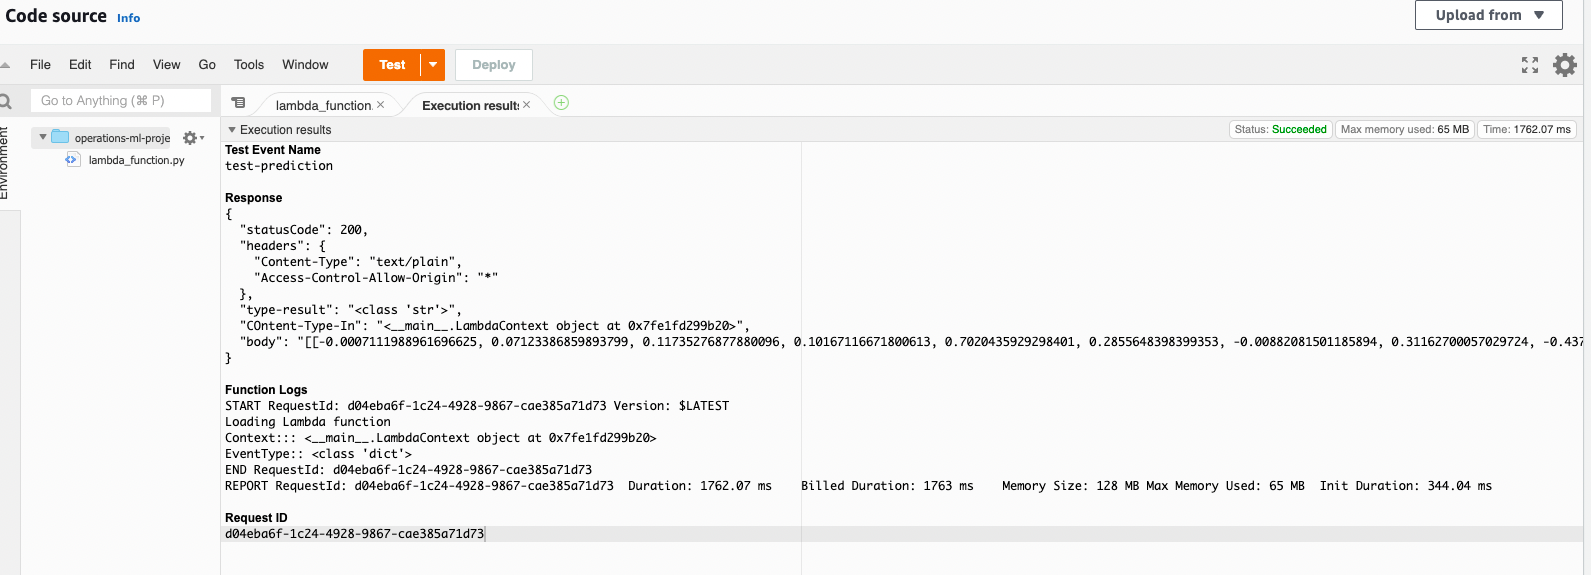 Code source Info
Upload from
File Edit Find View Go Tools Window Test Deploy
Go to Anything (⌘ P)
lambda_function. Execution results
Environment
operations-ml-proje
lambda_function.py
Execution results
Status: Succeeded Max memory used: 65 MB Time: 1762.07 ms
Test Event Name
test-prediction
Response
{
"statusCode": 200,
"headers": {
"Content-Type": "text/plain",
"Access-Control-Allow-Origin": "*"
},
"type-result": "<class 'str'>",
"COntent-Type-In": "<__main__.LambdaContext object at 0x7fe1fd299b20>",
"body": "[[-0.0007111988961696625, 0.07123386859893799, 0.11735276877880096, 0.10167116671800613, 0.7020435929298401, 0.2855648398399353, -0.00882081501185894, 0.31162700057029724, -0.437
}
Function Logs
START RequestId: d04eba6f-1c24-4928-9867-cae385a71d73 Version: $LATEST
Loading Lambda function
Context::: <__main__.LambdaContext object at 0x7fe1fd299b20>
EventType:: <class 'dict'>
END RequestId: d04eba6f-1c24-4928-9867-cae385a71d73
REPORT RequestId: d04eba6f-1c24-4928-9867-cae385a71d73 Duration: 1762.07 ms Billed Duration: 1763 ms Memory Size: 128 MB Max Memory Used: 65 MB Init Duration: 344.04 ms
Request ID
d04eba6f-1c24-4928-9867-cae385a71d73